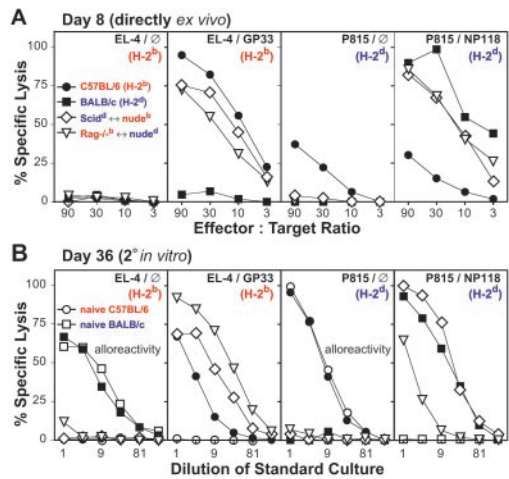 A Day 8 (directly ex vivo)
EL-4 / ∅ EL-4 / GP33 P815 / ∅ P815 / NP118
(H-2ᵇ) (H-2ᵇ) (H-2ᵈ) (H-2ᵈ)
% Specific Lysis
100
75
50
25
0
C57BL/6 (H-2ᵇ)
BALB/c (H-2ᵈ)
Scidᵈ ↔ nudeᵇ
Rag-/-ᵇ ↔ nudeᵈ
90 30 10 3 90 30 10 3 90 30 10 3 90 30 10 3
Effector : Target Ratio
B Day 36 (2° in vitro)
EL-4 / ∅ EL-4 / GP33 P815 / ∅ P815 / NP118
(H-2ᵇ) (H-2ᵇ) (H-2ᵈ) (H-2ᵈ)
% Specific Lysis
100
75
50
25
0
naive C57BL/6
naive BALB/c
alloreactivity alloreactivity
1 9 81 1 9 81 1 9 81 1 9 81
Dilution of Standard Culture